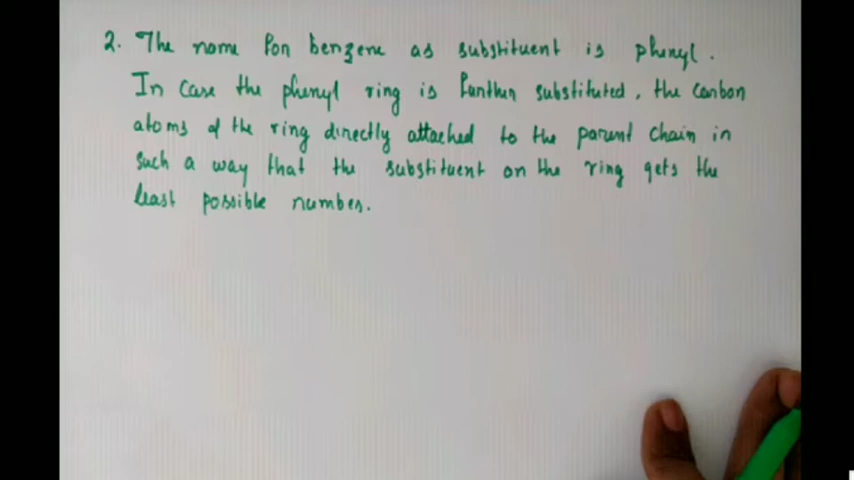 2. The name for benzene as substituent is phenyl.
In case the phenyl ring is further substituted, the carbon
atoms of the ring directly attached to the parent chain in
such a way that the substituent on the ring gets the
least possible number.